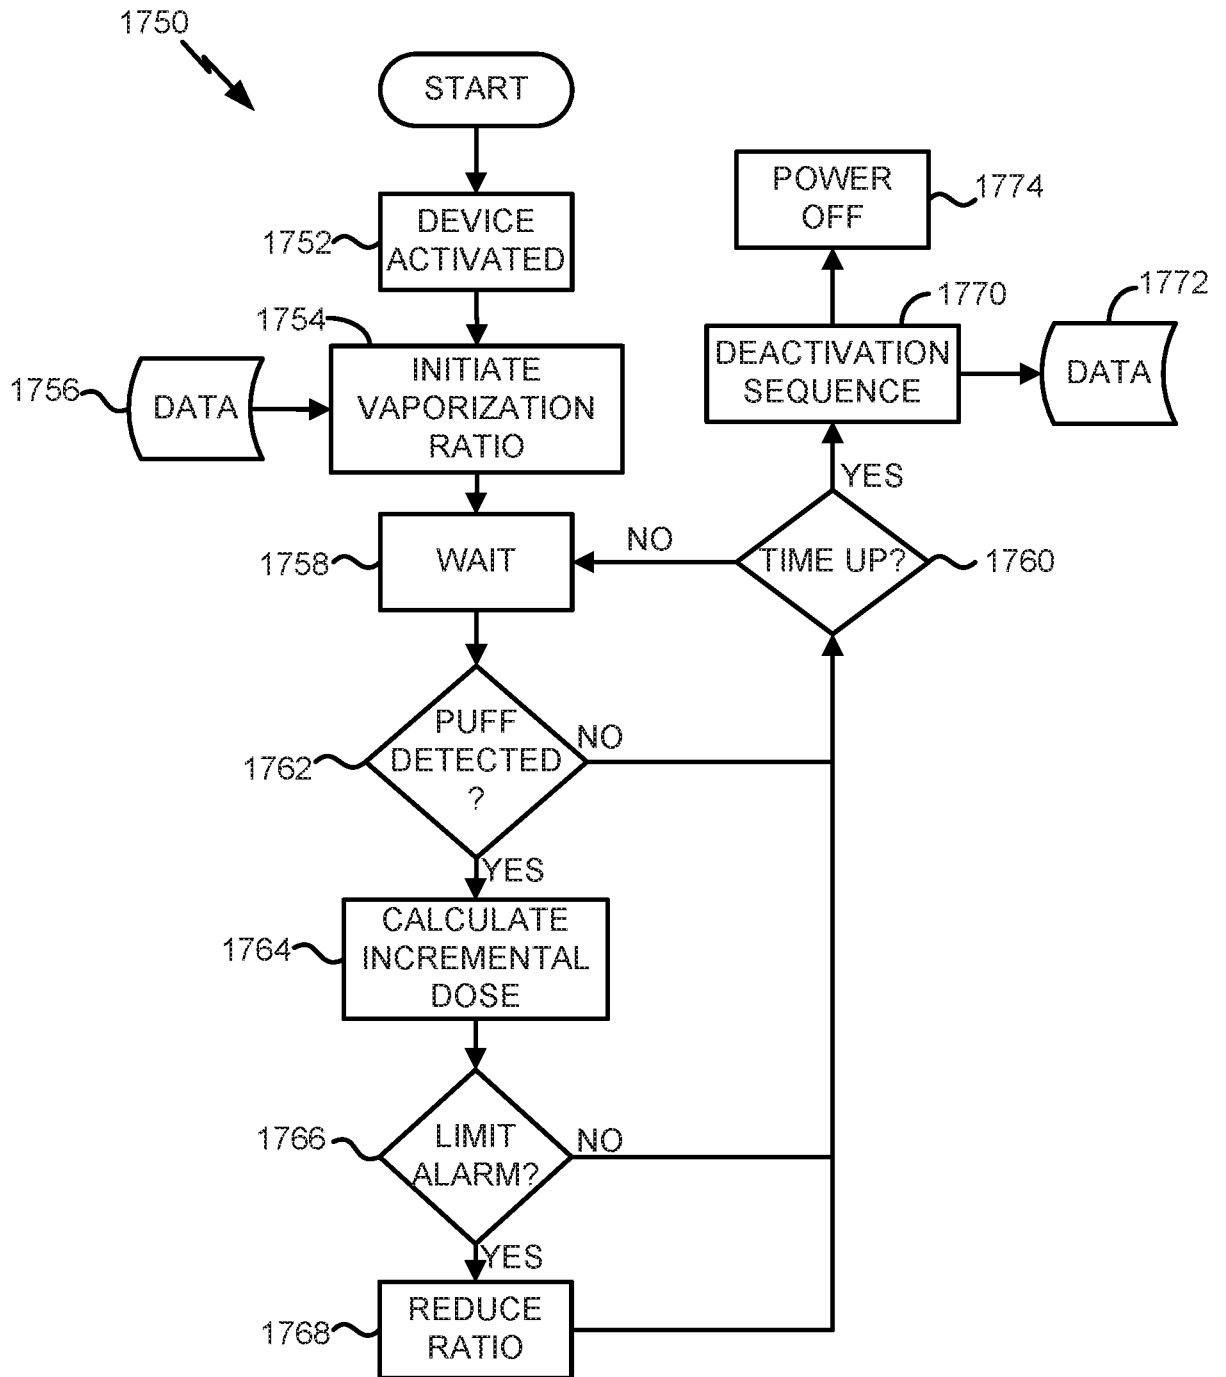 1750
START
1752
DEVICE
ACTIVATED
1754
INITIATE
VAPORIZATION
RATIO
1756
DATA
1758
WAIT
NO
TIME UP?
1760
YES
DEACTIVATION
SEQUENCE
1770
DATA
1772
POWER
OFF
1774
1762
PUFF
DETECTED
?
NO
YES
1764
CALCULATE
INCREMENTAL
DOSE
1766
LIMIT
ALARM?
NO
YES
1768
REDUCE
RATIO